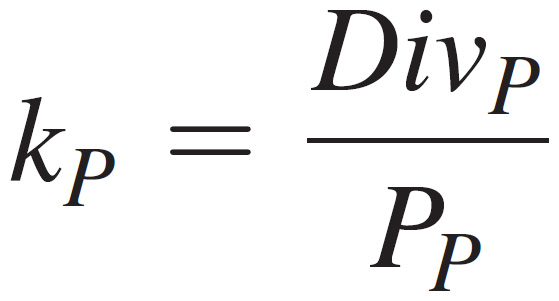 k_P = Div_P / P_P